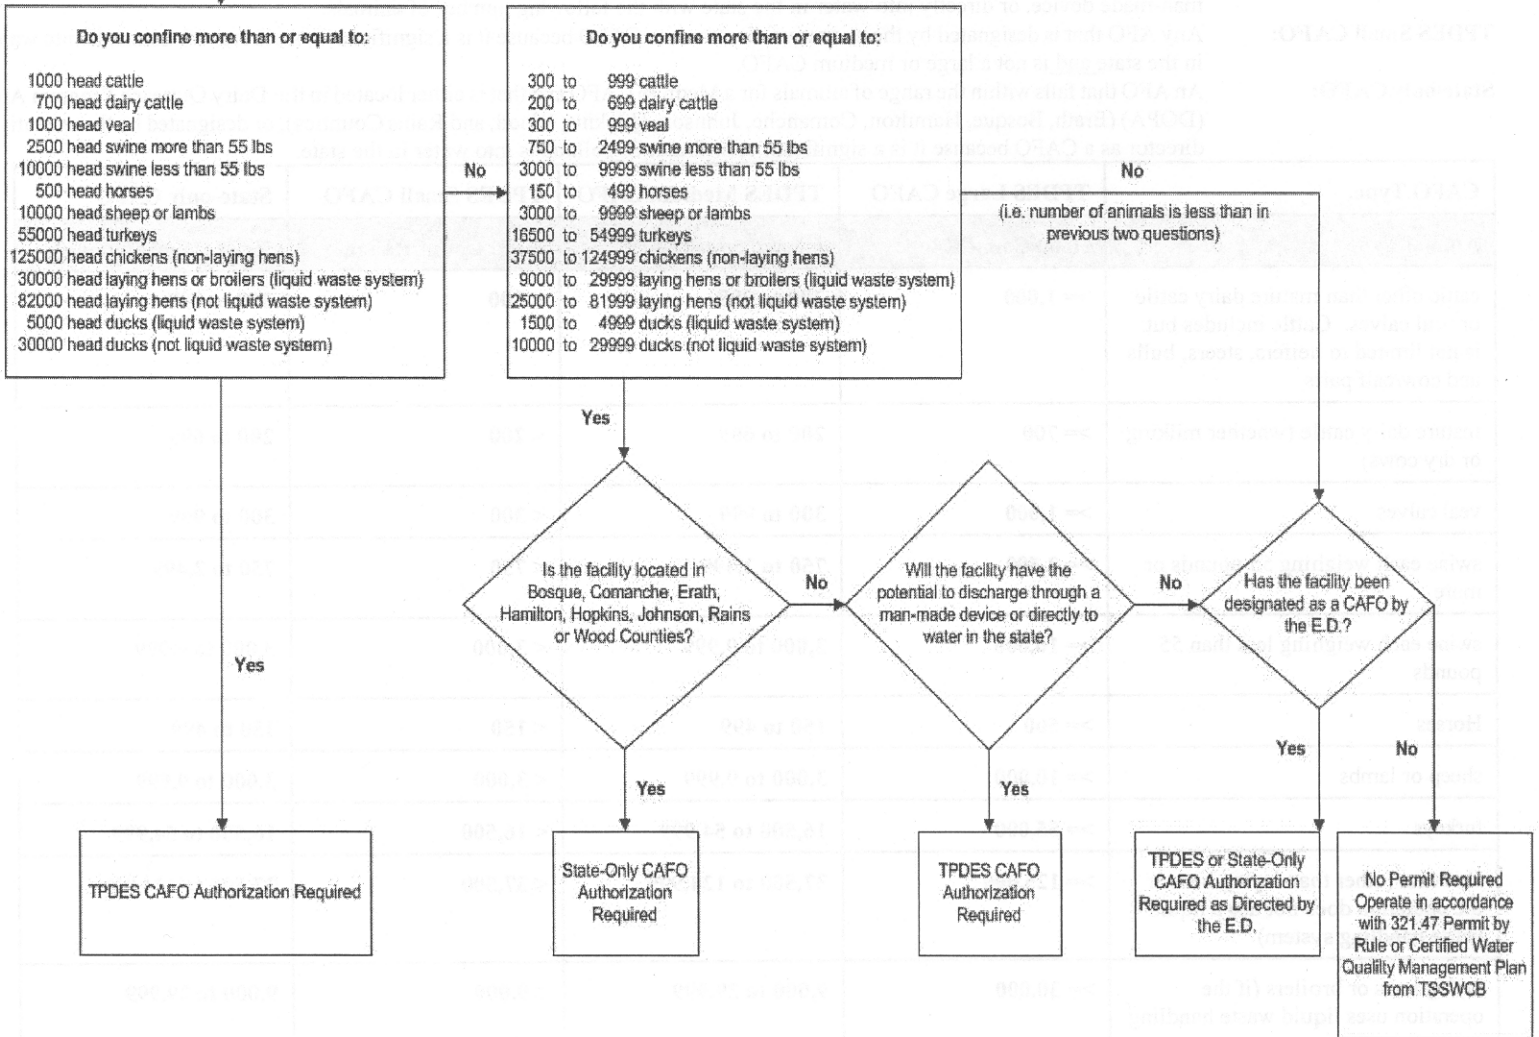 Do you confine more than or equal to:
1000 head cattle
700 head dairy cattle
1000 head veal
2500 head swine more than 55 lbs
10000 head swine less than 55 lbs
500 head horses
10000 head sheep or lambs
55000 head turkeys
125000 head chickens (non-laying hens)
30000 head laying hens or broilers (liquid waste system)
82000 head laying hens (not liquid waste system)
5000 head ducks (liquid waste system)
30000 head ducks (not liquid waste system)
No
Do you confine more than or equal to:
300 to 999 cattle
200 to 699 dairy cattle
300 to 999 veal
750 to 2499 swine more than 55 lbs
3000 to 9999 swine less than 55 lbs
150 to 499 horses
3000 to 9999 sheep or lambs
16500 to 54999 turkeys
37500 to 124999 chickens (non-laying hens)
9000 to 29999 laying hens or broilers (liquid waste system)
25000 to 81999 laying hens (not liquid waste system)
1500 to 4999 ducks (liquid waste system)
10000 to 29999 ducks (not liquid waste system)
No
(i.e. number of animals is less than in
previous two questions)
Yes
Is the facility located in
Bosque, Comanche, Erath,
Hamilton, Hopkins, Johnson, Rains
or Wood Counties?
No
Will the facility have the
potential to discharge through a
man-made device or directly to
water in the state?
No
Has the facility been
designated as a CAFO by
the E.D.?
Yes
Yes
Yes
Yes
No
TPDES CAFO Authorization Required
State-Only CAFO
Authorization
Required
TPDES CAFO
Authorization
Required
TPDES or State-Only
CAFO Authorization
Required as Directed by
the E.D.
No Permit Required
Operate in accordance
with 321.47 Permit by
Rule or Certified Water
Quality Management Plan
from TSSWCB